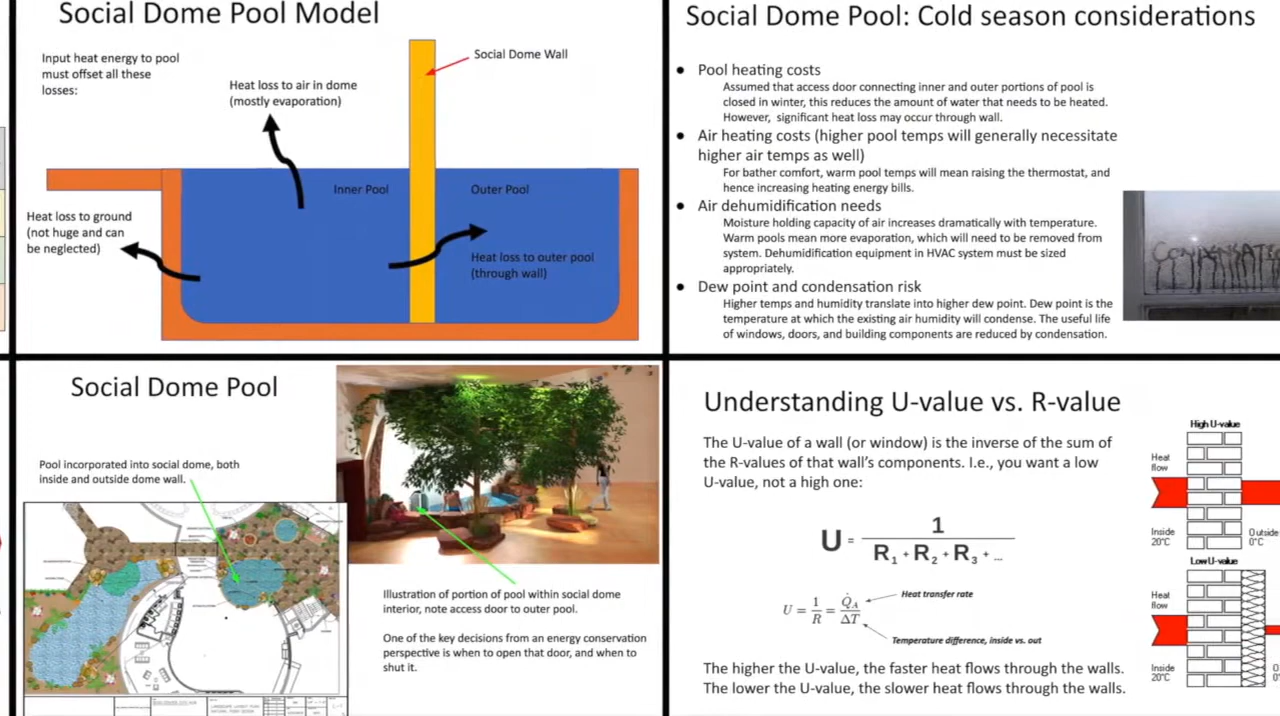 Social Dome Pool Model
Input heat energy to pool
must offset all these
losses:
Heat loss to air in dome
(mostly evaporation)
Social Dome Wall
Inner Pool
Outer Pool
Heat loss to ground
(not huge and can
be neglected)
Heat loss to outer pool
(through wall)
Social Dome Pool: Cold season considerations
● Pool heating costs
Assumed that access door connecting inner and outer portions of pool is
closed in winter, this reduces the amount of water that needs to be heated.
However, significant heat loss may occur through wall.
● Air heating costs (higher pool temps will generally necessitate
higher air temps as well)
For bather comfort, warm pool temps will mean raising the thermostat, and
hence increasing heating energy bills.
● Air dehumidification needs
Moisture holding capacity of air increases dramatically with temperature.
Warm pools mean more evaporation, which will need to be removed from
system. Dehumidification equipment in HVAC system must be sized
appropriately.
● Dew point and condensation risk
Higher temps and humidity translate into higher dew point. Dew point is the
temperature at which the existing air humidity will condense. The useful life
of windows, doors, and building components are reduced by condensation.
CONDENSAT
Social Dome Pool
Pool incorporated into social dome, both
inside and outside dome wall.
Illustration of portion of pool within social dome
interior, note access door to outer pool.
One of the key decisions from an energy conservation
perspective is when to open that door, and when to
shut it.
Understanding U-value vs. R-value
The U-value of a wall (or window) is the inverse of the sum of
the R-values of that wall's components. I.e., you want a low
U-value, not a high one:
U = 1 / (R₁ + R₂ + R₃ + ...)
U = 1/R = Q̇_A/ΔT
Heat transfer rate
Temperature difference, inside vs. out
The higher the U-value, the faster heat flows through the walls.
The lower the U-value, the slower heat flows through the walls.
High U-value
Heat
flow
Inside
20°C
Outside
0°C
Low U-value
Heat
flow
Inside
20°C
O
0